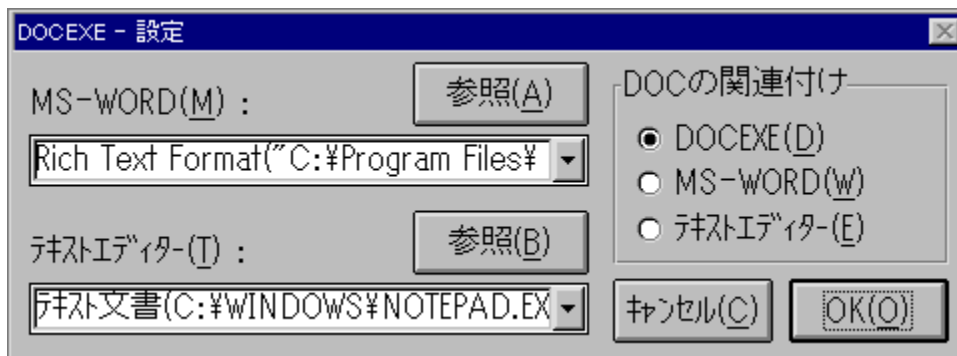 DOCEXE - 設定
MS-WORD(M) :
参照(A)
Rich Text Format("C:¥Program Files¥
ﾃｷｽﾄｴﾃﾞｨﾀｰ(T) :
参照(B)
ﾃｷｽﾄ文書(C:¥WINDOWS¥NOTEPAD.EX
DOCの関連付け
DOCEXE(D)
MS-WORD(W)
ﾃｷｽﾄｴﾃﾞｨﾀｰ(E)
ｷｬﾝｾﾙ(C)
OK(O)